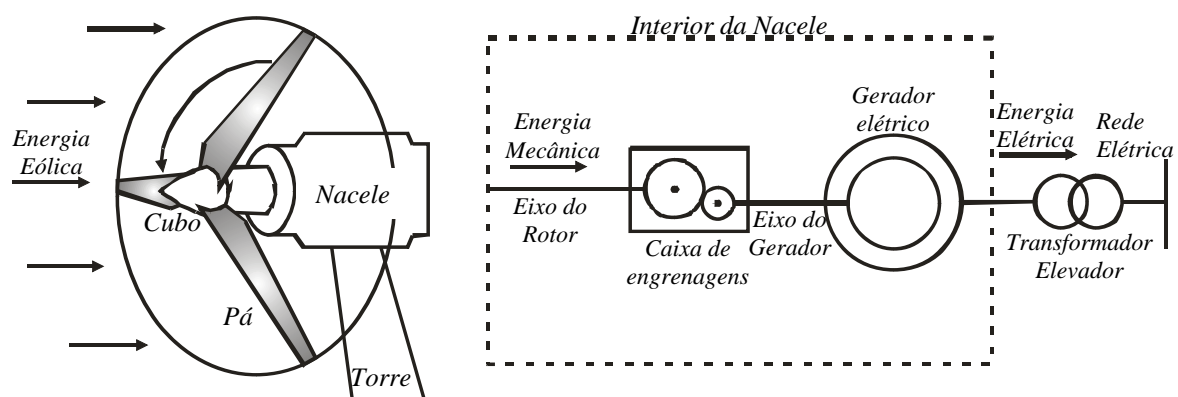 Energia
Eólica
Cubo
Pá
Nacele
Torre
Interior da Nacele
Energia
Mecânica
Eixo do
Rotor
Caixa de
engrenagens
Eixo do
Gerador
Gerador
elétrico
Energia
Elétrica
Rede
Elétrica
Transformador
Elevador